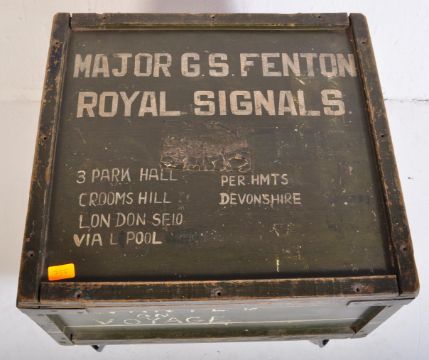 MAJOR G S FENTON
ROYAL SIGNALS
3 PARK HALL
CROOMS HILL
LONDON SE10
VIA L POOL
PER. HMTS
DEVONSHIRE
VOYAGE